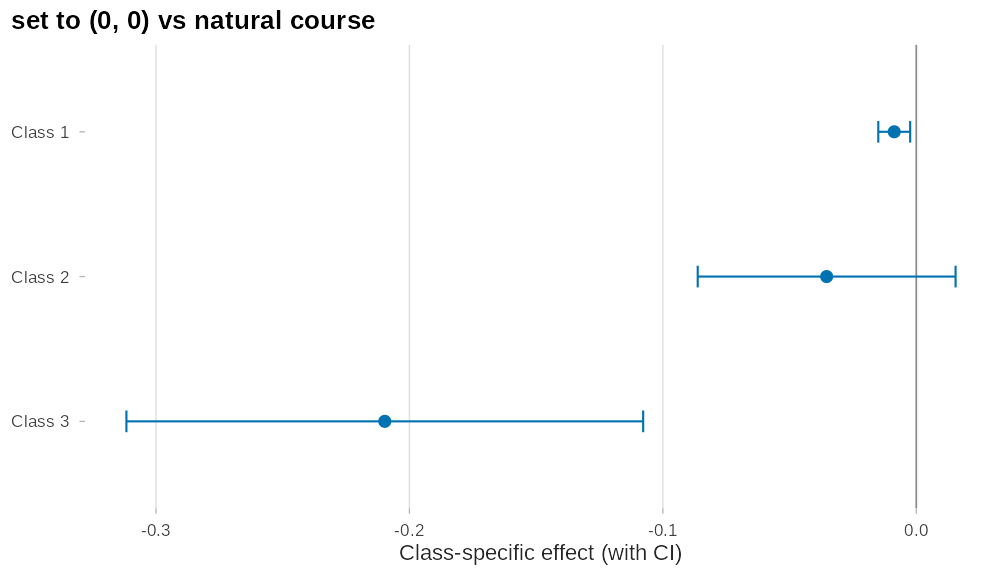 set to (0, 0) vs natural course
Class 1
Class 2
Class 3
-0.3 -0.2 -0.1 0.0
Class-specific effect (with CI)